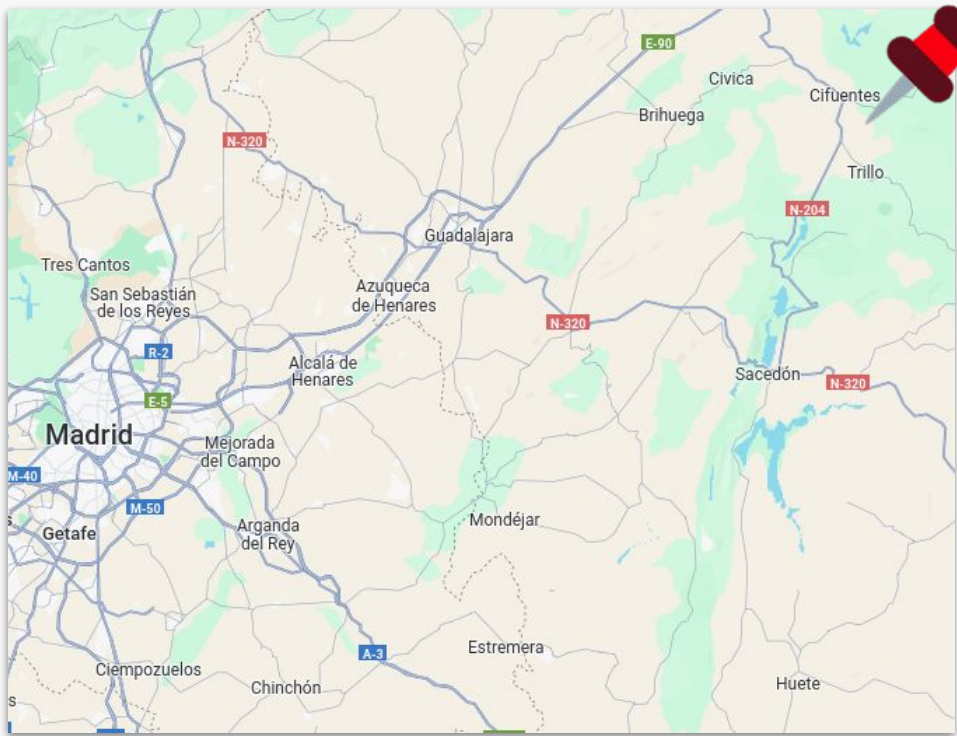 E-90
Civica
Cifuentes
Brihuega
N-320
Trillo
N-204
Guadalajara
Tres Cantos
Azuqueca
de Henares
San Sebastián
de los Reyes
N-320
R-2
Alcalá de
Henares
Sacedón
N-320
E-5
Madrid
Mejorada
del Campo
M-40
M-50
Mondéjar
s
Getafe
Arganda
del Rey
Estremera
A-3
Ciempozuelos
Chinchón
Huete
s